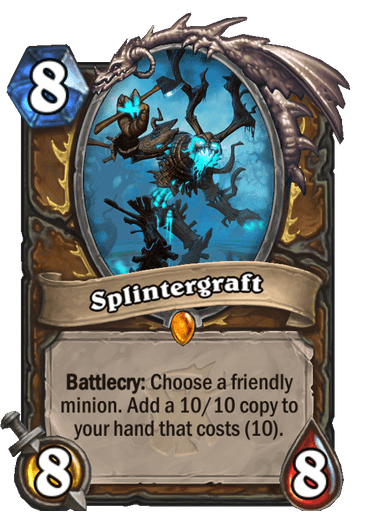 8
Splintergraft
Battlecry: Choose a friendly
minion. Add a 10/10 copy to
your hand that costs (10).
8
8